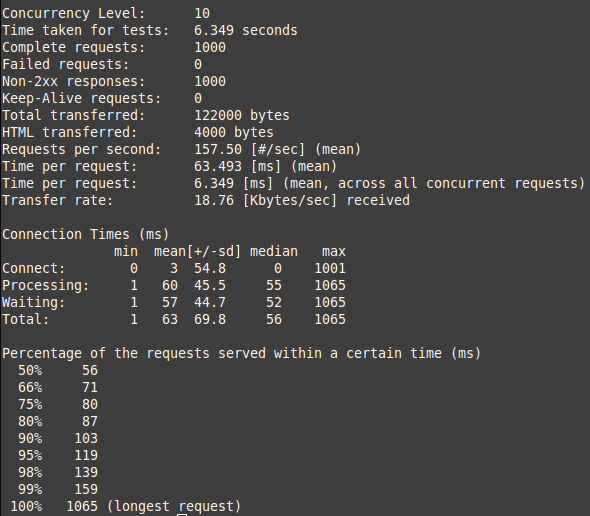 Concurrency Level:      10
Time taken for tests:   6.349 seconds
Complete requests:      1000
Failed requests:        0
Non-2xx responses:      1000
Keep-Alive requests:    0
Total transferred:      122000 bytes
HTML transferred:       4000 bytes
Requests per second:    157.50 [#/sec] (mean)
Time per request:       63.493 [ms] (mean)
Time per request:       6.349 [ms] (mean, across all concurrent requests)
Transfer rate:          18.76 [Kbytes/sec] received

Connection Times (ms)
              min  mean[+/-sd] median   max
Connect:        0    3  54.8      0    1001
Processing:     1   60  45.5     55    1065
Waiting:        1   57  44.7     52    1065
Total:          1   63  69.8     56    1065

Percentage of the requests served within a certain time (ms)
  50%     56
  66%     71
  75%     80
  80%     87
  90%    103
  95%    119
  98%    139
  99%    159
 100%   1065 (longest request)